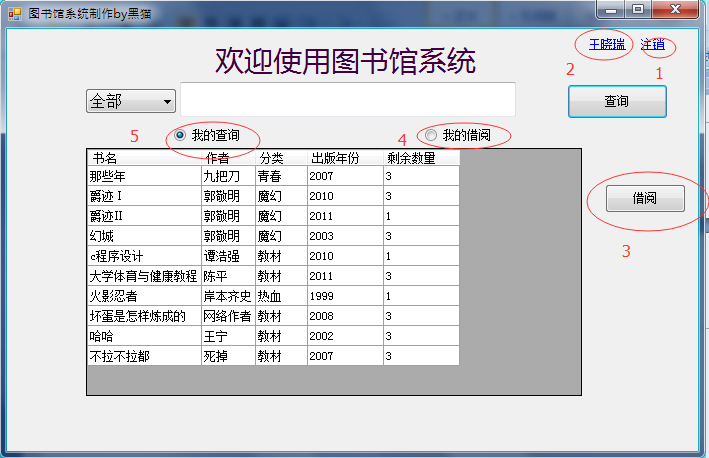 图书馆系统制作by黑猫
欢迎使用图书馆系统
王晓瑞 注销
2 1
全部 查询
5 我的查询 4 我的借阅
书名 作者 分类 出版年份 剩余数量
那些年 九把刀 青春 2007 3
爵迹Ⅰ 郭敬明 魔幻 2010 3
爵迹II 郭敬明 魔幻 2011 1
幻城 郭敬明 魔幻 2003 3
c程序设计 谭洁强 教材 2010 1
大学体育与健康教程 陈平 教材 2011 3
火影忍者 岸本齐史 热血 1999 1
坏蛋是怎样炼成的 网络作者 教材 2008 3
哈哈 王宁 教材 2002 3
不拉不拉都 死掉 教材 2007 3
借阅
3